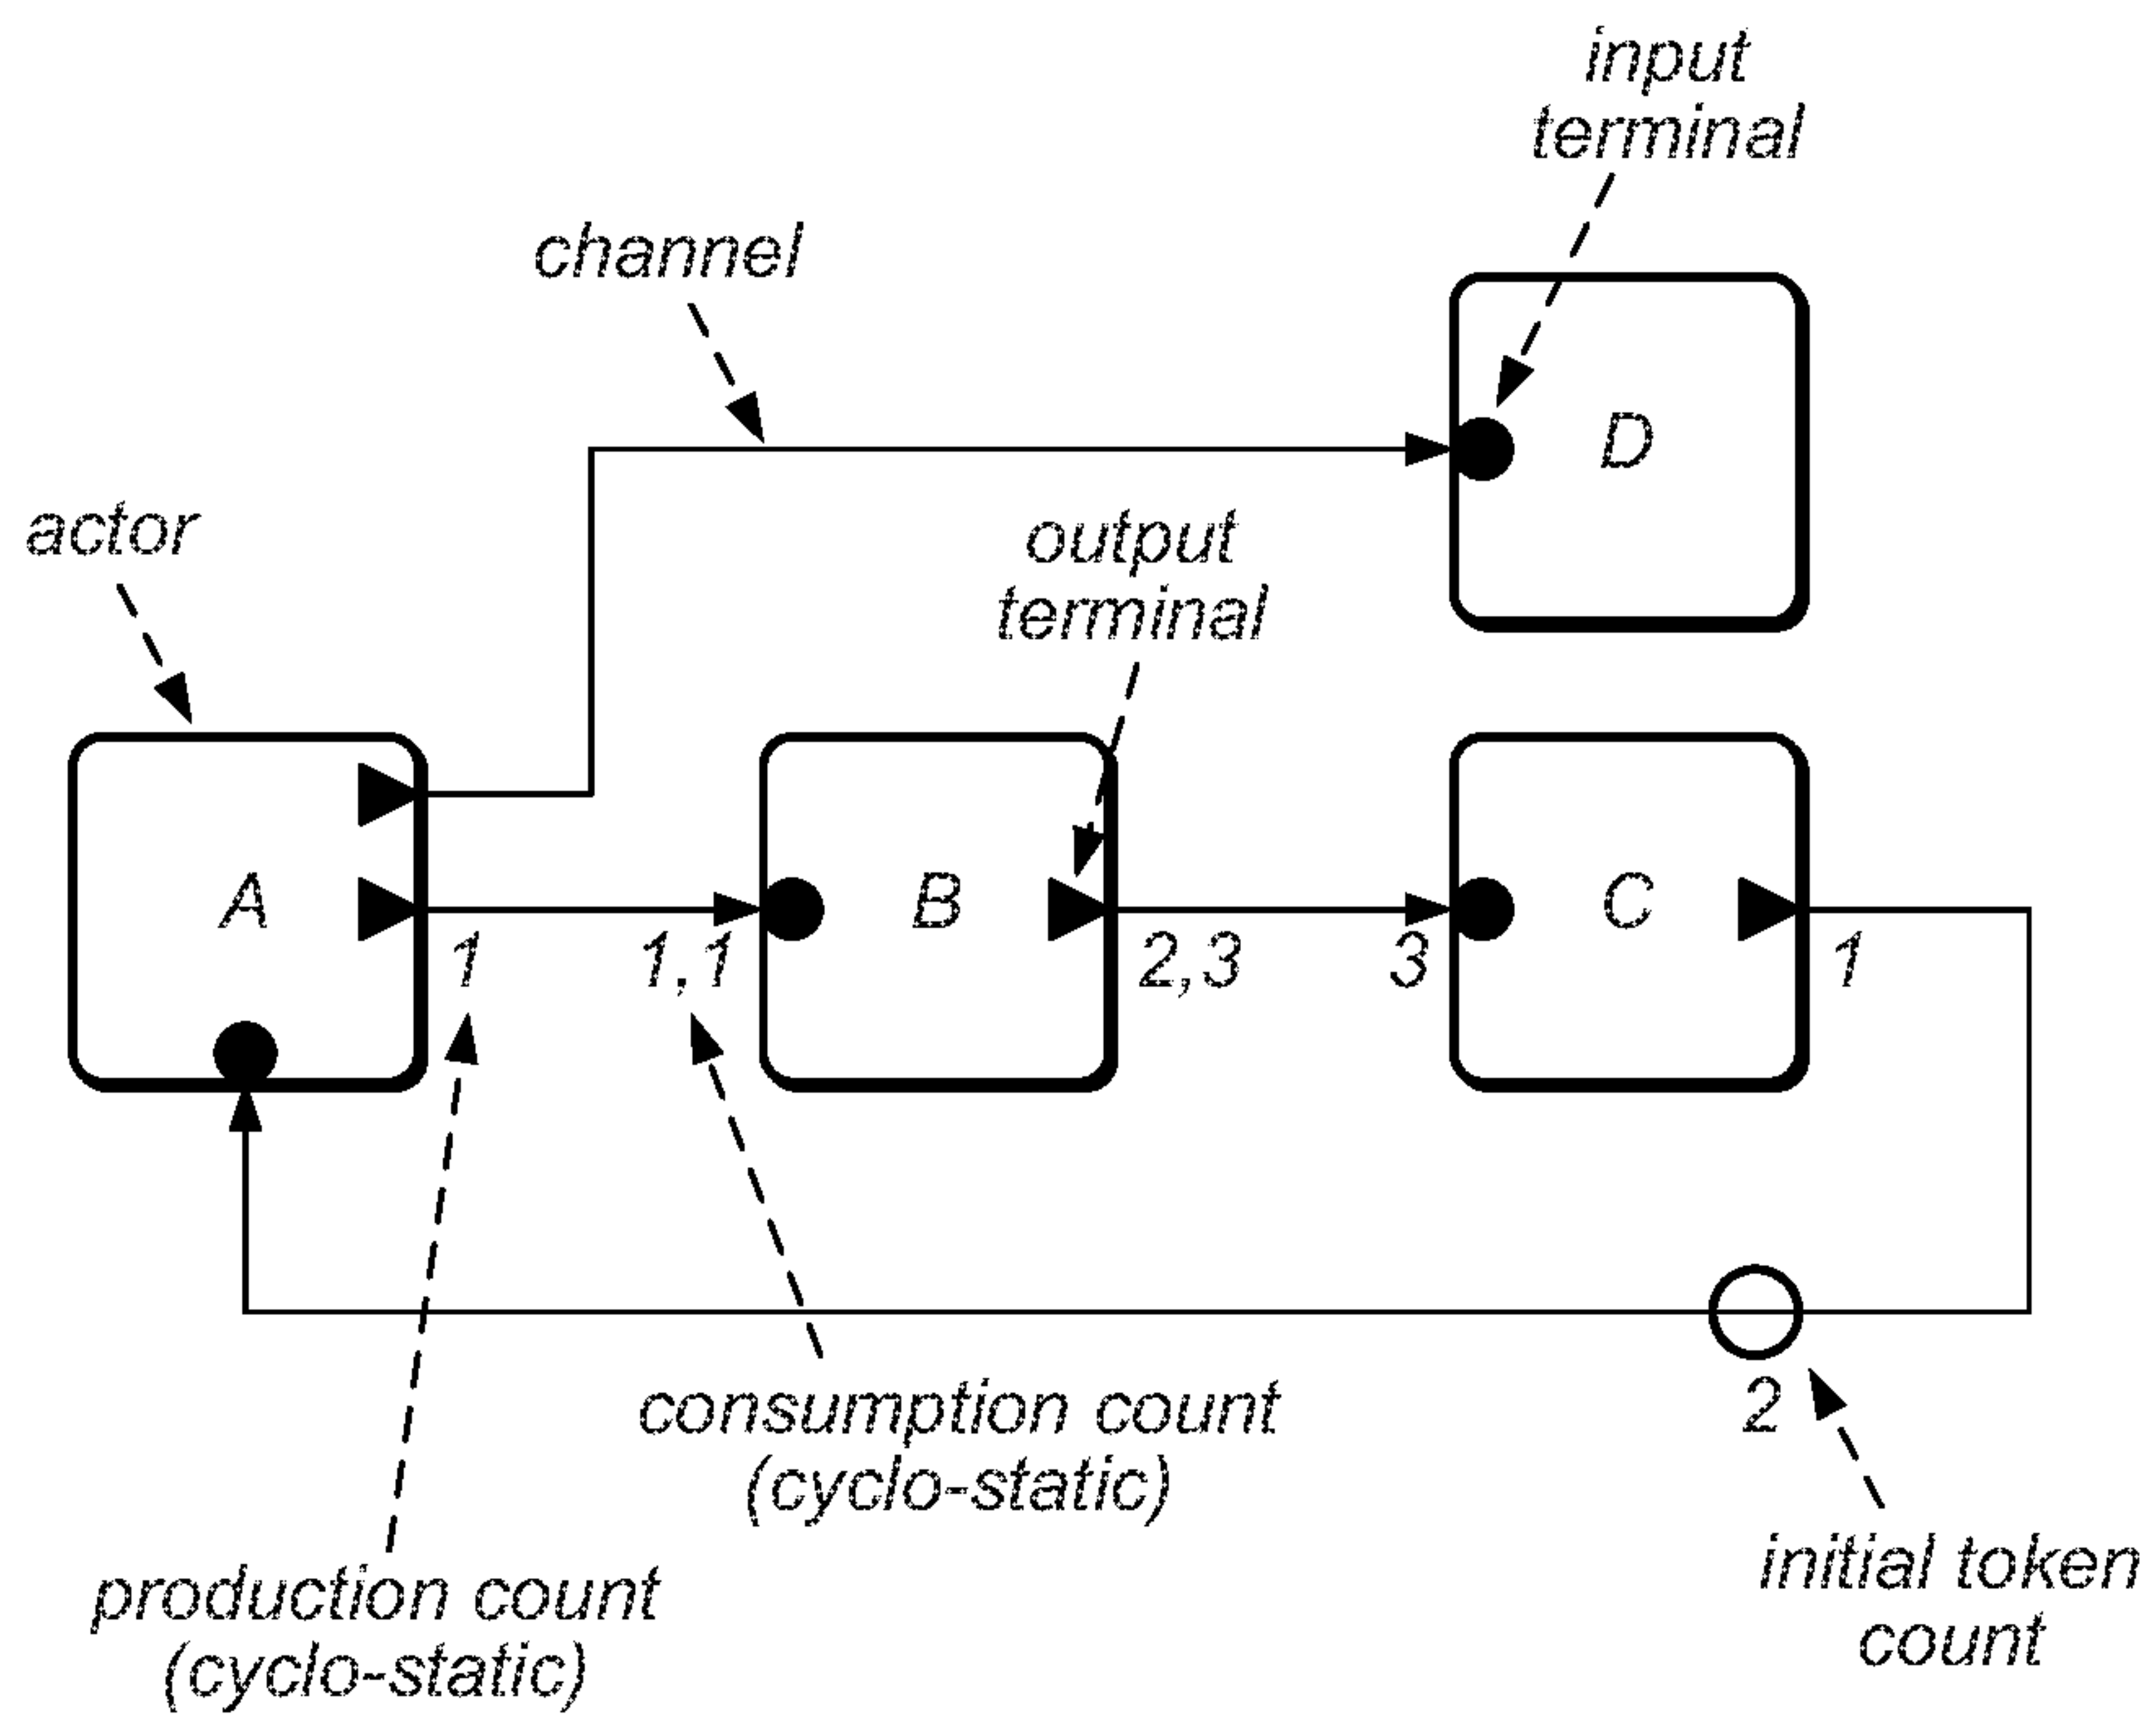 input
terminal
channel
D
actor
output
terminal
A
B
C
1
1,1
2,3
3
1
consumption count
(cyclo-static)
2
production count
(cyclo-static)
initial token
count